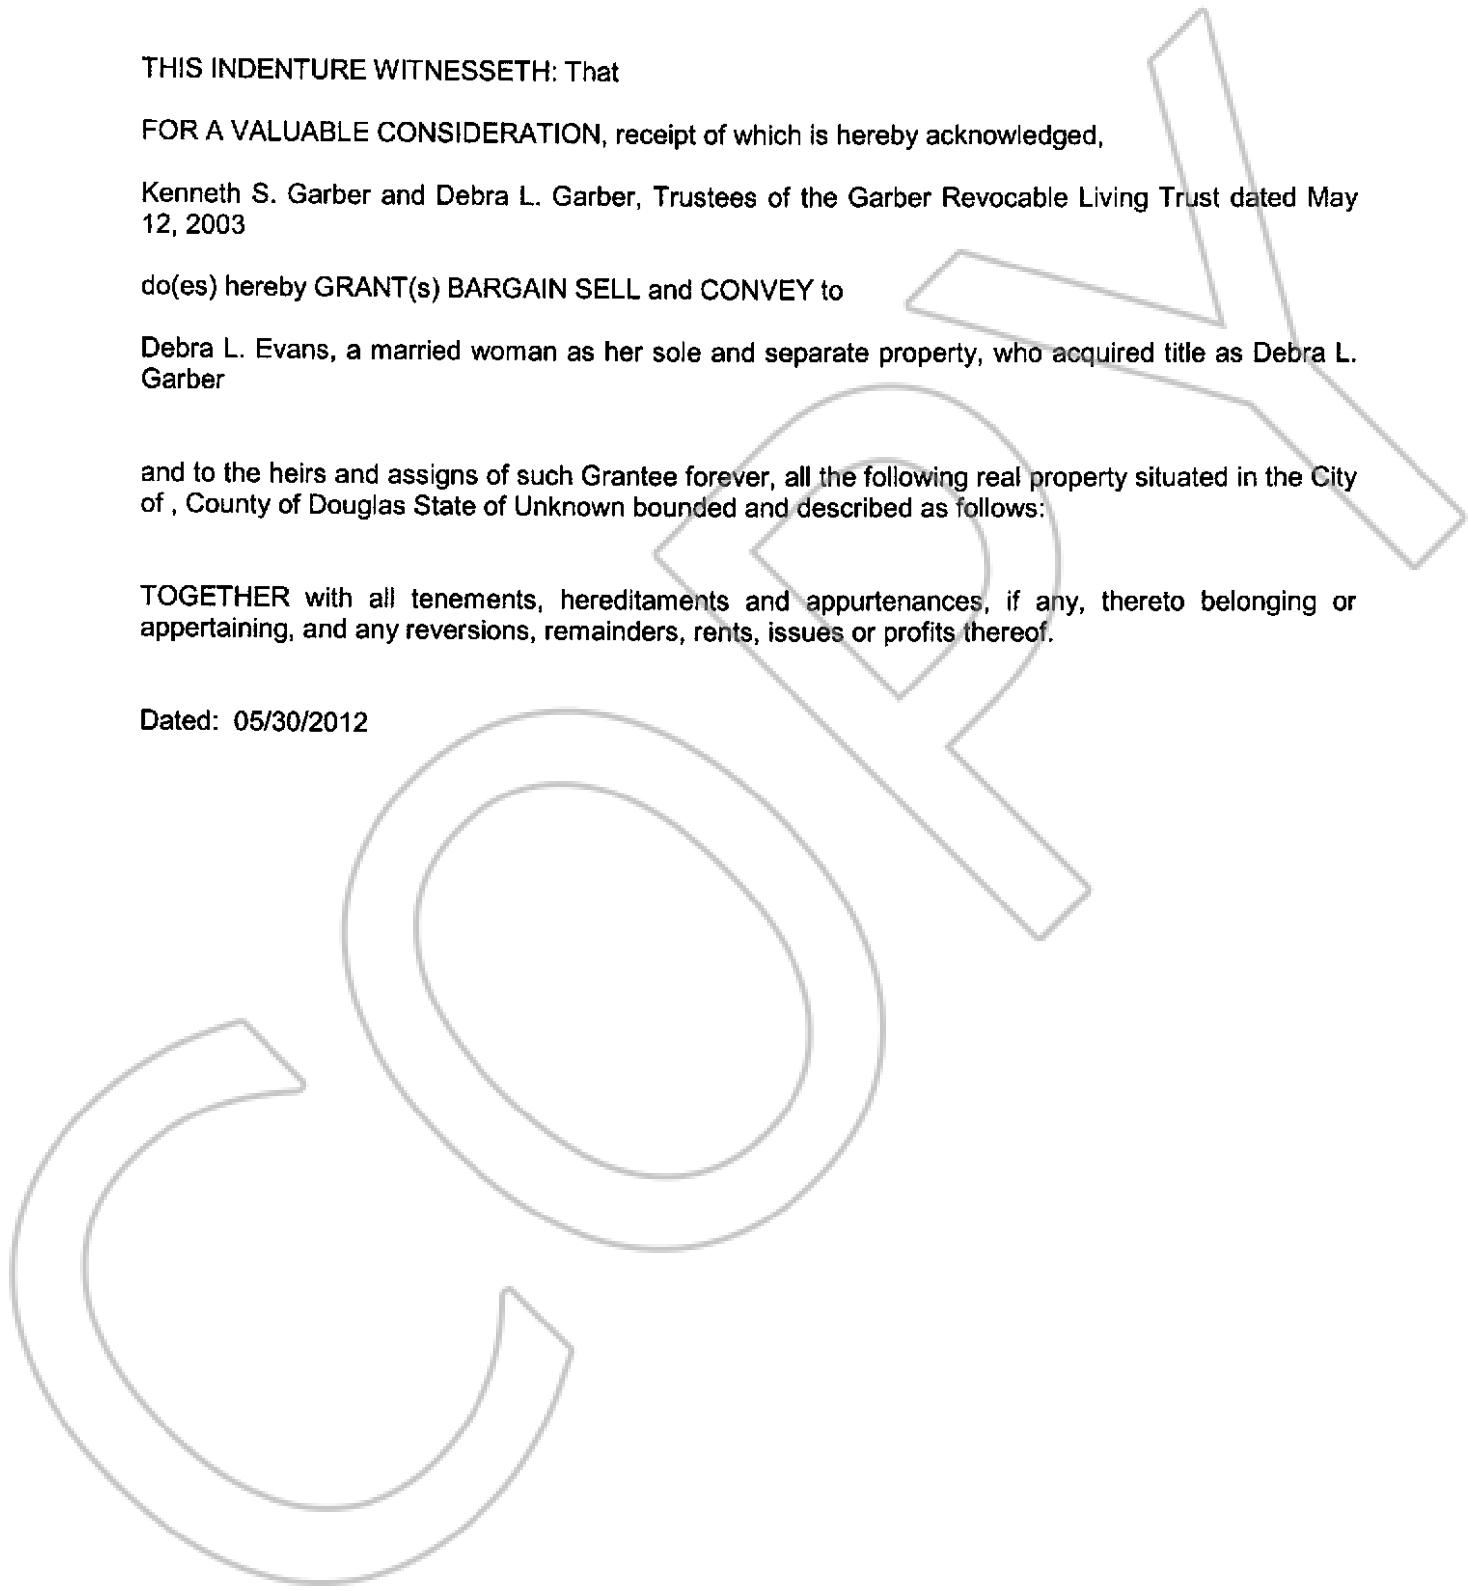 THIS INDENTURE WITNESSETH: That
FOR A VALUABLE CONSIDERATION, receipt of which is hereby acknowledged,
Kenneth S. Garber and Debra L. Garber, Trustees of the Garber Revocable Living Trust dated May
12, 2003
do(es) hereby GRANT(s) BARGAIN SELL and CONVEY to
Debra L. Evans, a married woman as her sole and separate property, who acquired title as Debra L.
Garber
and to the heirs and assigns of such Grantee forever, all the following real property situated in the City
of , County of Douglas State of Unknown bounded and described as follows:
TOGETHER with all tenements, hereditaments and appurtenances, if any, thereto belonging or
appertaining, and any reversions, remainders, rents, issues or profits thereof.
Dated: 05/30/2012
COPY